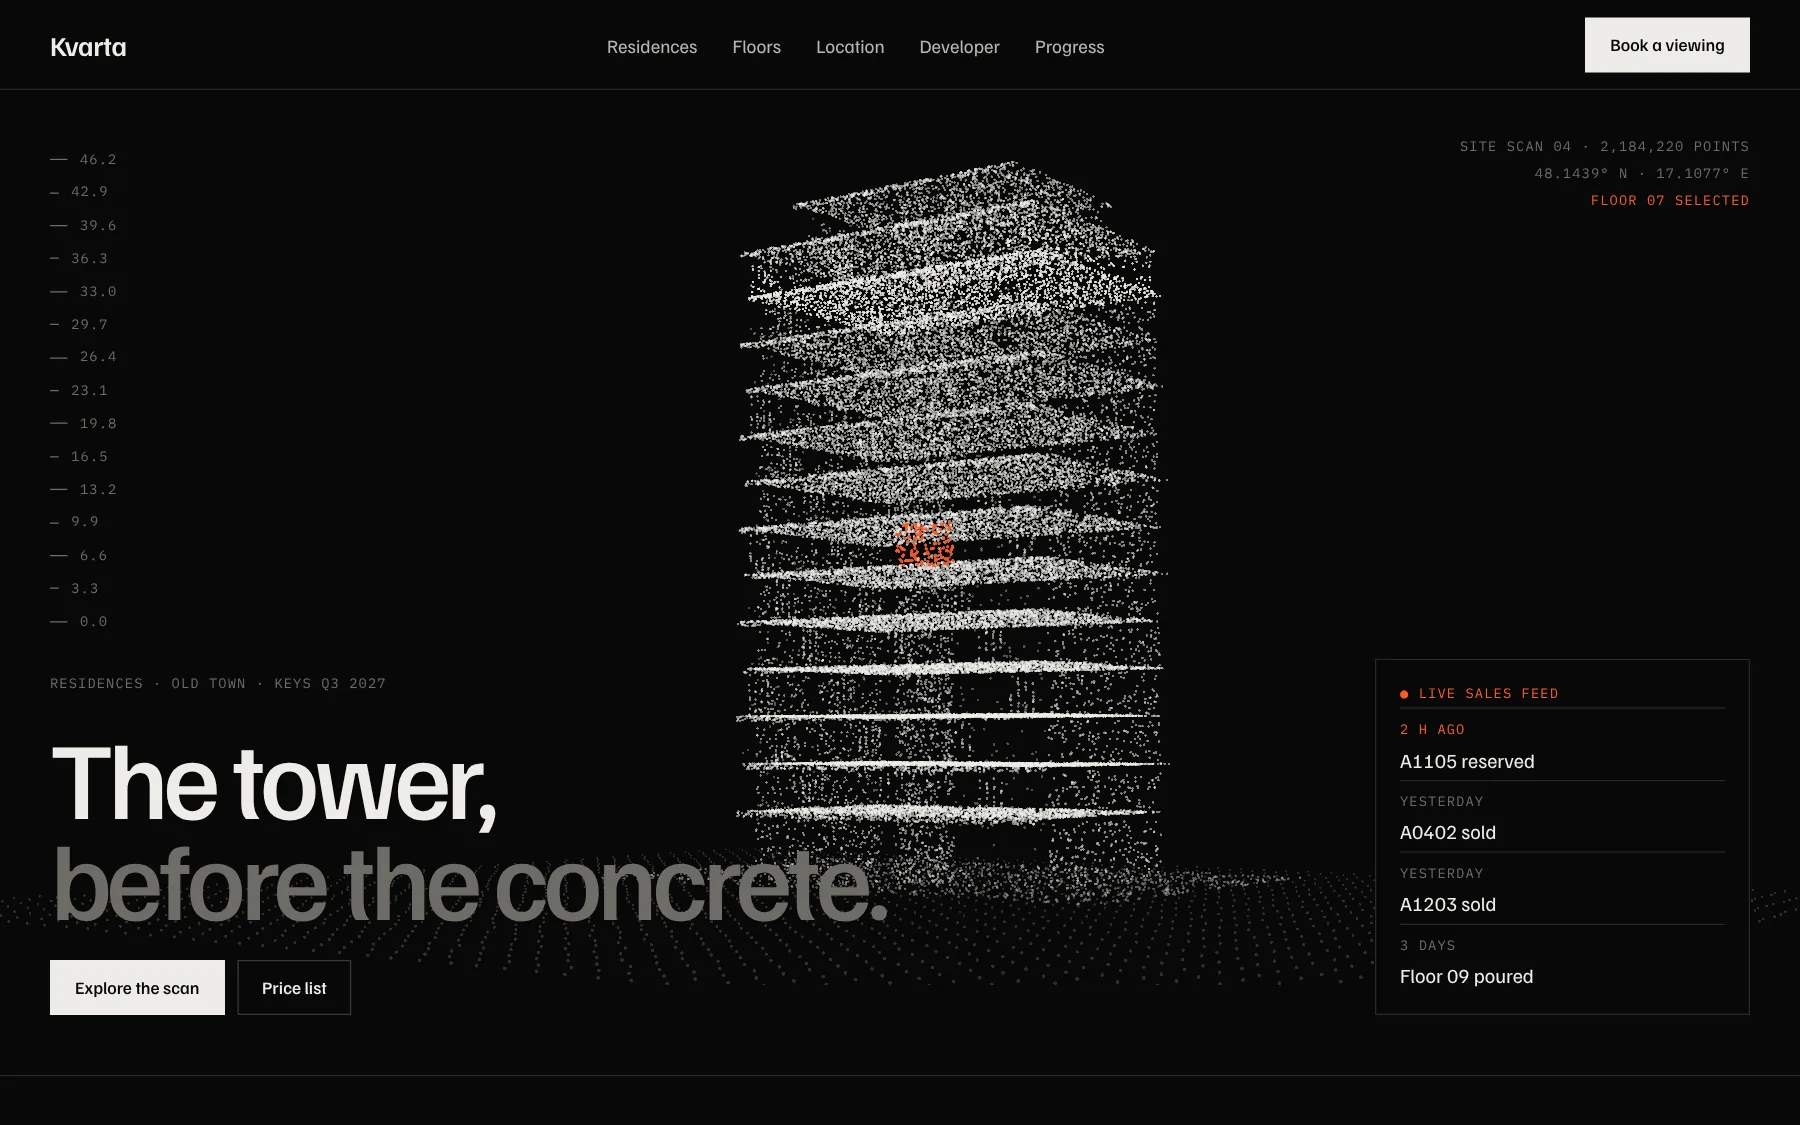 Kvarta
Residences Floors Location Developer Progress
Book a viewing
46.2
42.9
39.6
36.3
33.0
29.7
26.4
23.1
19.8
16.5
13.2
9.9
6.6
3.3
0.0
SITE SCAN 04 · 2,184,220 POINTS
48.1439° N · 17.1077° E
FLOOR 07 SELECTED
RESIDENCES · OLD TOWN · KEYS Q3 2027
The tower,
before the concrete.
Explore the scan
Price list
LIVE SALES FEED
2 H AGO
A1105 reserved
YESTERDAY
A0402 sold
YESTERDAY
A1203 sold
3 DAYS
Floor 09 poured